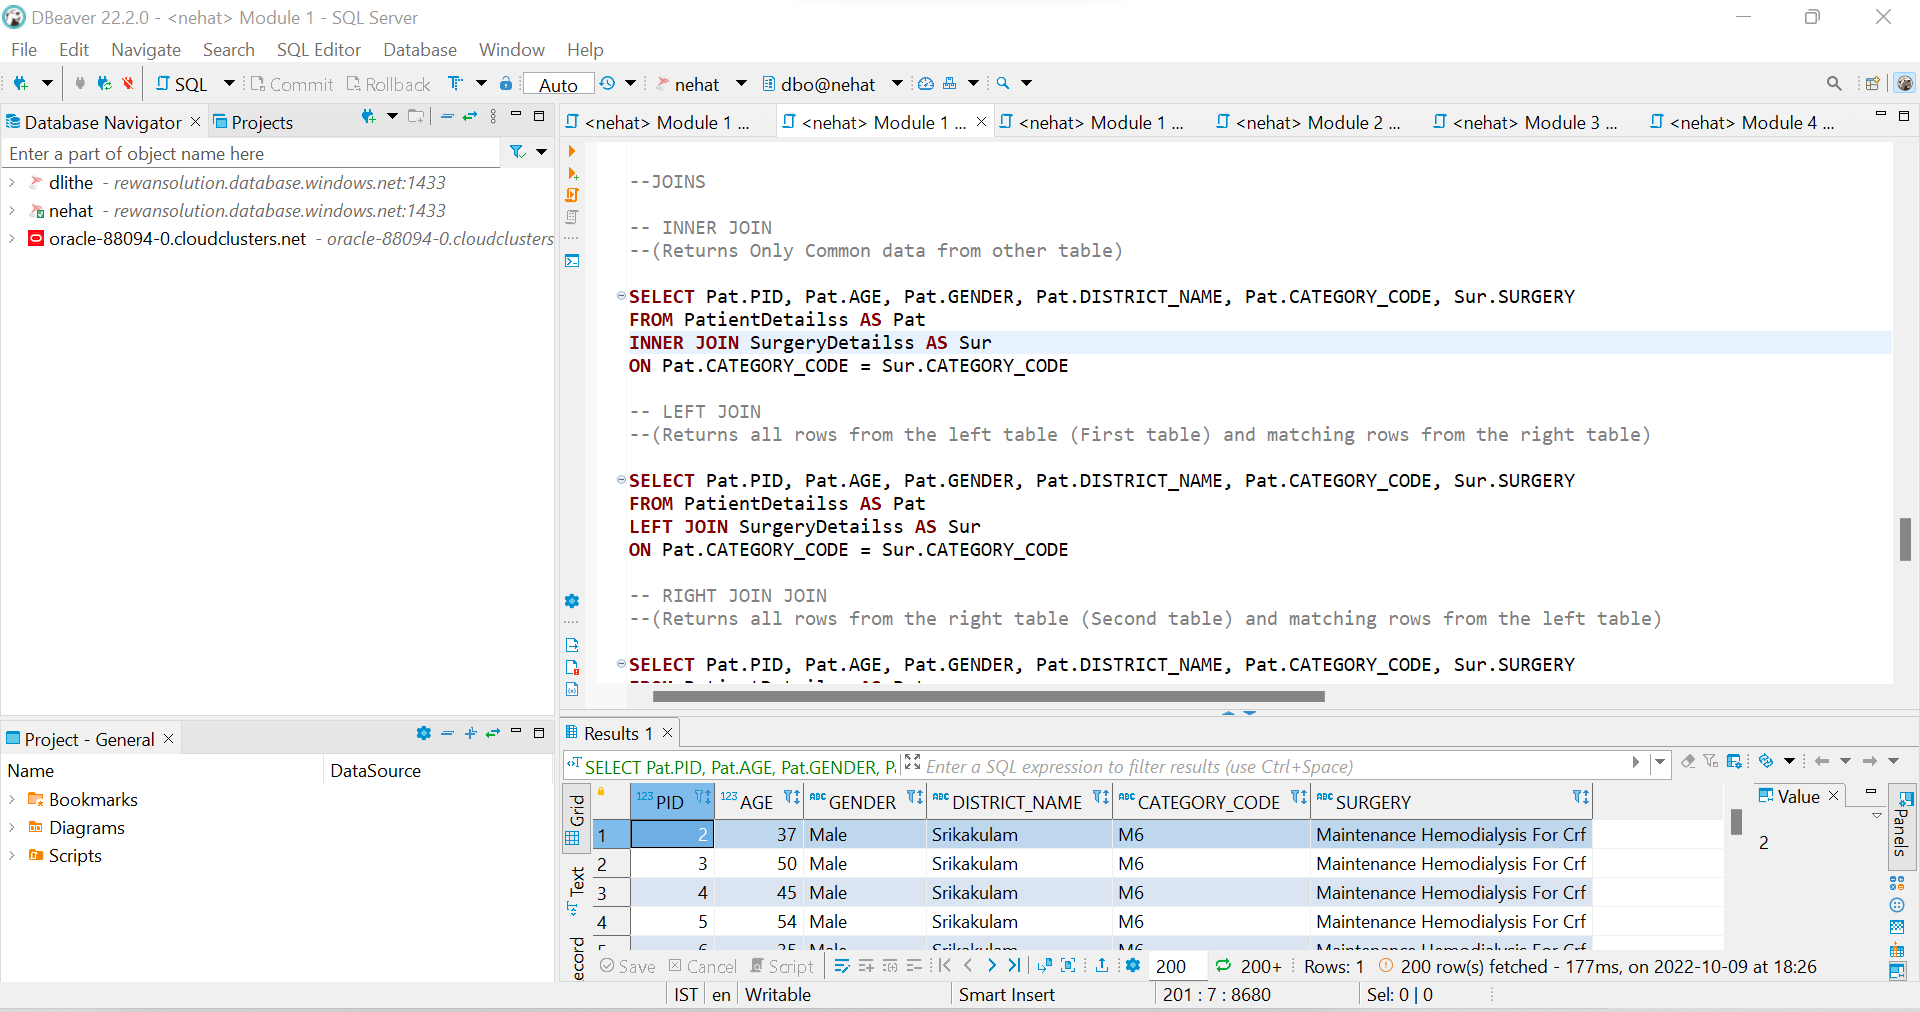 DBeaver 22.2.0 - <nehat> Module 1 - SQL Server
File Edit Navigate Search SQL Editor Database Window Help
SQL Commit Rollback Auto nehat dbo@nehat
Database Navigator Projects
Enter a part of object name here
dlithe - rewansolution.database.windows.net:1433
nehat - rewansolution.database.windows.net:1433
oracle-88094-0.cloudclusters.net - oracle-88094-0.cloudclusters
<nehat> Module 1 ... <nehat> Module 1 ... <nehat> Module 1 ... <nehat> Module 2 ... <nehat> Module 3 ... <nehat> Module 4 ...
--JOINS
-- INNER JOIN
--(Returns Only Common data from other table)
SELECT Pat.PID, Pat.AGE, Pat.GENDER, Pat.DISTRICT_NAME, Pat.CATEGORY_CODE, Sur.SURGERY
FROM PatientDetailss AS Pat
INNER JOIN SurgeryDetailss AS Sur
ON Pat.CATEGORY_CODE = Sur.CATEGORY_CODE
-- LEFT JOIN
--(Returns all rows from the left table (First table) and matching rows from the right table)
SELECT Pat.PID, Pat.AGE, Pat.GENDER, Pat.DISTRICT_NAME, Pat.CATEGORY_CODE, Sur.SURGERY
FROM PatientDetailss AS Pat
LEFT JOIN SurgeryDetailss AS Sur
ON Pat.CATEGORY_CODE = Sur.CATEGORY_CODE
-- RIGHT JOIN JOIN
--(Returns all rows from the right table (Second table) and matching rows from the left table)
SELECT Pat.PID, Pat.AGE, Pat.GENDER, Pat.DISTRICT_NAME, Pat.CATEGORY_CODE, Sur.SURGERY
Project - General
Name DataSource
Bookmarks
Diagrams
Scripts
Results 1
SELECT Pat.PID, Pat.AGE, Pat.GENDER, P Enter a SQL expression to filter results (use Ctrl+Space)
Grid
Text
ecord
123 PID 123 AGE ABC GENDER ABC DISTRICT_NAME ABC CATEGORY_CODE ABC SURGERY
1 2 37 Male Srikakulam M6 Maintenance Hemodialysis For Crf
2 3 50 Male Srikakulam M6 Maintenance Hemodialysis For Crf
3 4 45 Male Srikakulam M6 Maintenance Hemodialysis For Crf
4 5 54 Male Srikakulam M6 Maintenance Hemodialysis For Crf
Value
2
Panels
Save Cancel Script 200 200+ Rows: 1 200 row(s) fetched - 177ms, on 2022-10-09 at 18:26
IST en Writable Smart Insert 201 : 7 : 8680 Sel: 0 | 0